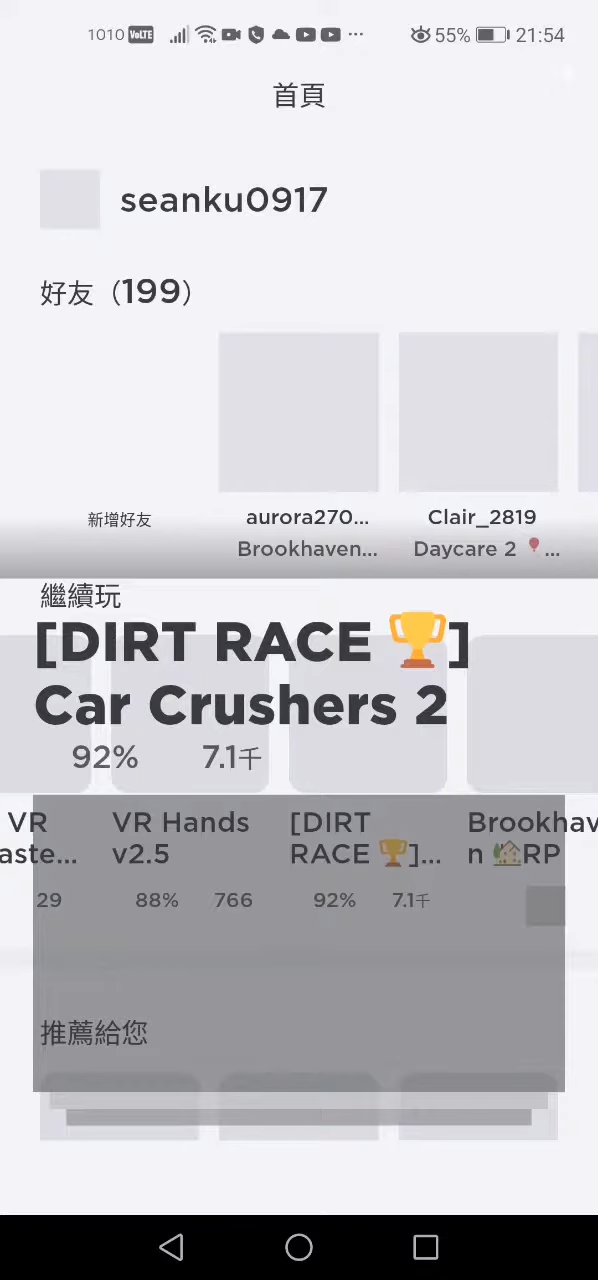 1010 VoLTE 55% 21:54
首頁
seanku0917
好友（199）
新增好友
aurora270... Clair_2819
Brookhaven... Daycare 2 🎈...
繼續玩
[DIRT RACE 🏆]
Car Crushers 2
92% 7.1千
VR VR Hands [DIRT Brookhav
aste... v2.5 RACE 🏆]... n 🏡RP
29 88% 766 92% 7.1千
推薦給您